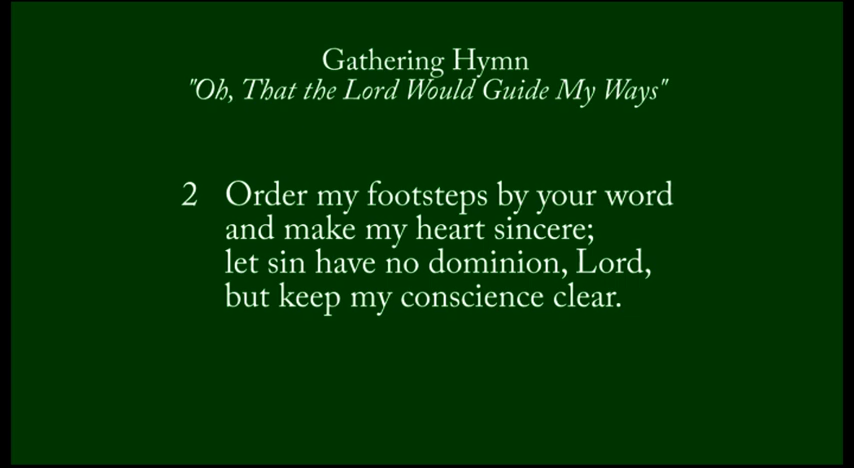 Gathering Hymn
"Oh, That the Lord Would Guide My Ways"
2 Order my footsteps by your word
and make my heart sincere;
let sin have no dominion, Lord,
but keep my conscience clear.